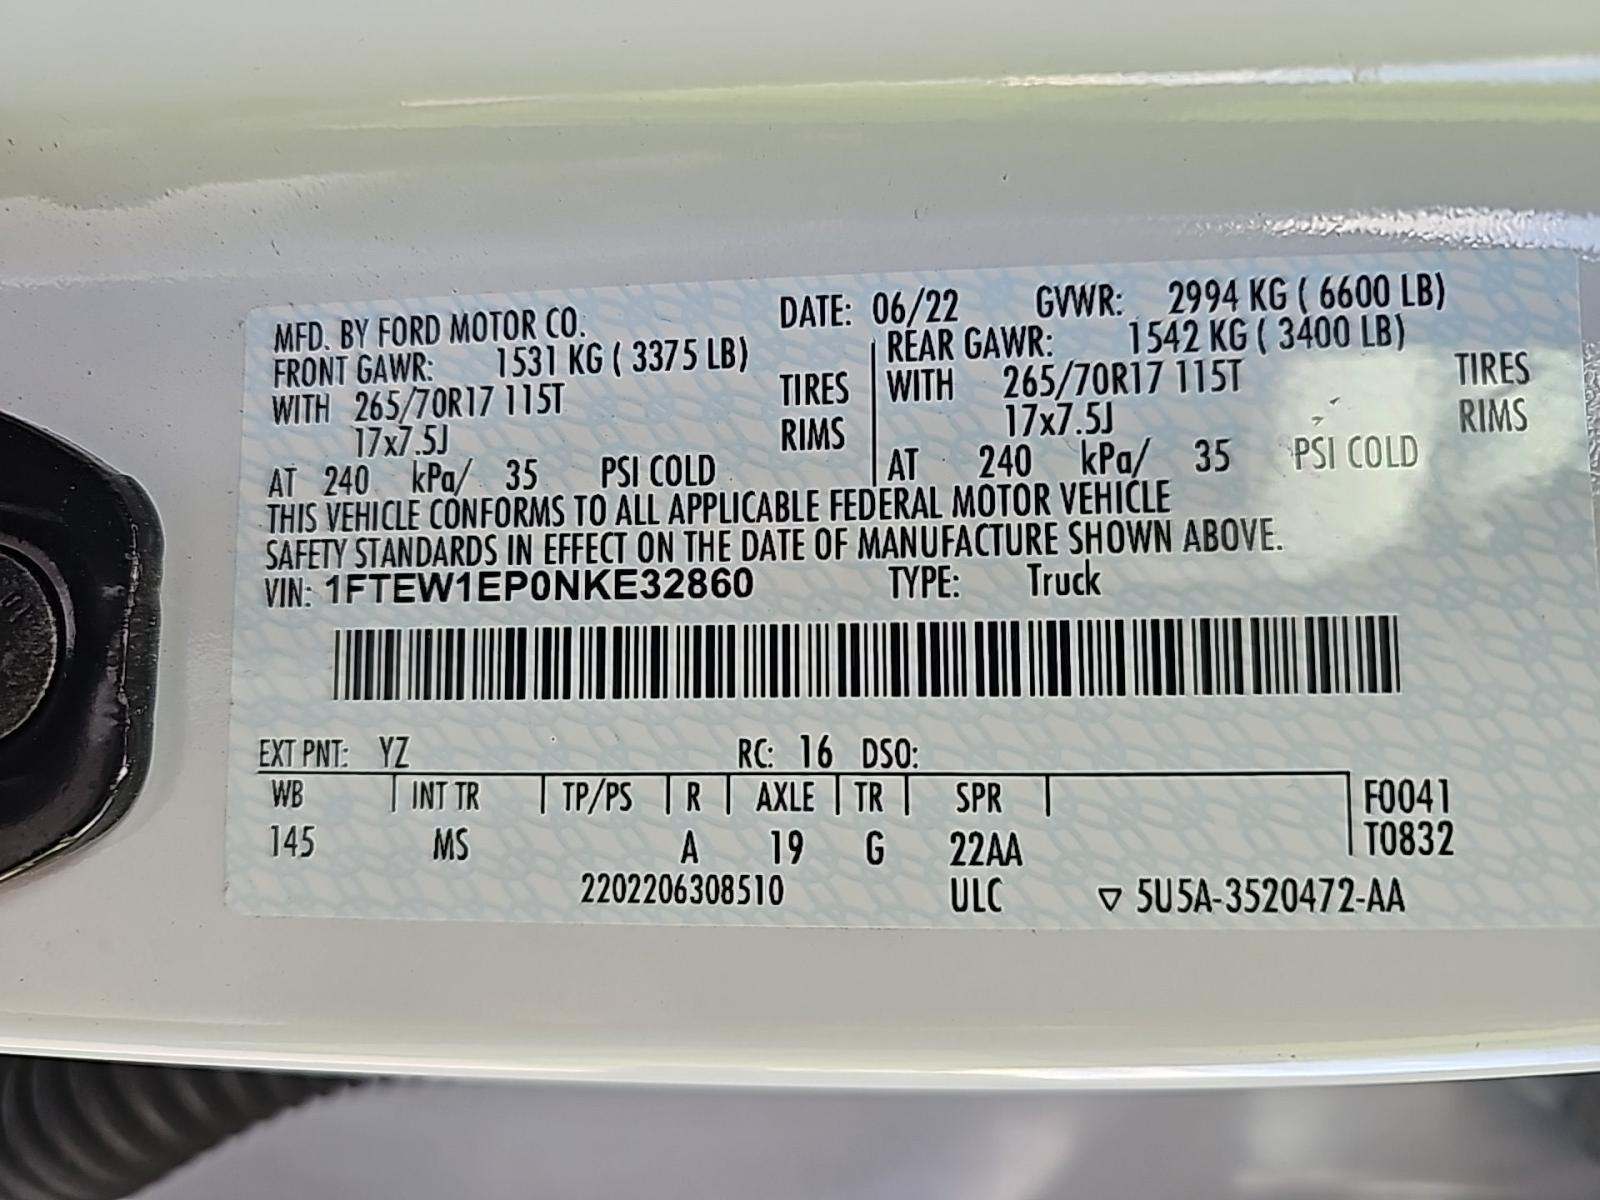 MFD. BY FORD MOTOR CO. DATE: 06/22 GVWR: 2994 KG ( 6600 LB)
FRONT GAWR: 1531 KG ( 3375 LB) REAR GAWR: 1542 KG ( 3400 LB)
WITH 265/70R17 115T TIRES WITH 265/70R17 115T TIRES
17x7.5J RIMS 17x7.5J RIMS
AT 240 kPa/ 35 PSI COLD AT 240 kPa/ 35 PSI COLD
THIS VEHICLE CONFORMS TO ALL APPLICABLE FEDERAL MOTOR VEHICLE
SAFETY STANDARDS IN EFFECT ON THE DATE OF MANUFACTURE SHOWN ABOVE.
VIN: 1FTEW1EP0NKE32860 TYPE: Truck
EXT PNT: YZ RC: 16 DSO:
WB INT TR TP/PS R AXLE TR SPR F0041
145 MS A 19 G 22AA T0832
2202206308510 ULC ▽ 5U5A-3520472-AA